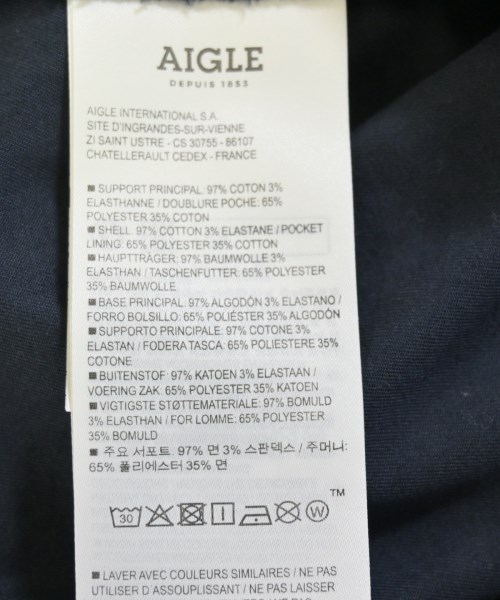 AIGLE
DEPUIS 1853
AIGLE INTERNATIONAL S.A.
SITE D'INGRANDES-SUR-VIENNE
ZI SAINT USTRE - CS 30755 - 86107
CHATELLERAULT CEDEX - FRANCE
■ SUPPORT PRINCIPAL: 97% COTON 3%
ELASTHANNE / DOUBLURE POCHE: 65%
POLYESTER 35% COTON
■ SHELL: 97% COTTON 3% ELASTANE / POCKET
LINING: 65% POLYESTER 35% COTTON
■ HAUPTTRÄGER: 97% BAUMWOLLE 3%
ELASTHAN / TASCHENFUTTER: 65% POLYESTER
35% BAUMWOLLE
■ BASE PRINCIPAL: 97% ALGODÓN 3% ELASTANO /
FORRO BOLSILLO: 65% POLIÉSTER 35% ALGODÓN
■ SUPPORTO PRINCIPALE: 97% COTONE 3%
ELASTAN / FODERA TASCA: 65% POLIESTERE 35%
COTONE
■ BUITENSTOF: 97% KATOEN 3% ELASTAAN /
VOERING ZAK: 65% POLYESTER 35% KATOEN
■ VIGTIGSTE STØTTEMATERIALE: 97% BOMULD
3% ELASTHAN / FOR LOMME: 65% POLYESTER
35% BOMULD
■ 주요 서포트: 97% 면 3% 스판덱스 / 주머니:
65% 폴리에스터 35% 면
TM
30 W
■ LAVER AVEC COULEURS SIMILAIRES / NE PAS
UTILISER D'ASSOUPLISSANT / NE PAS LAISSER